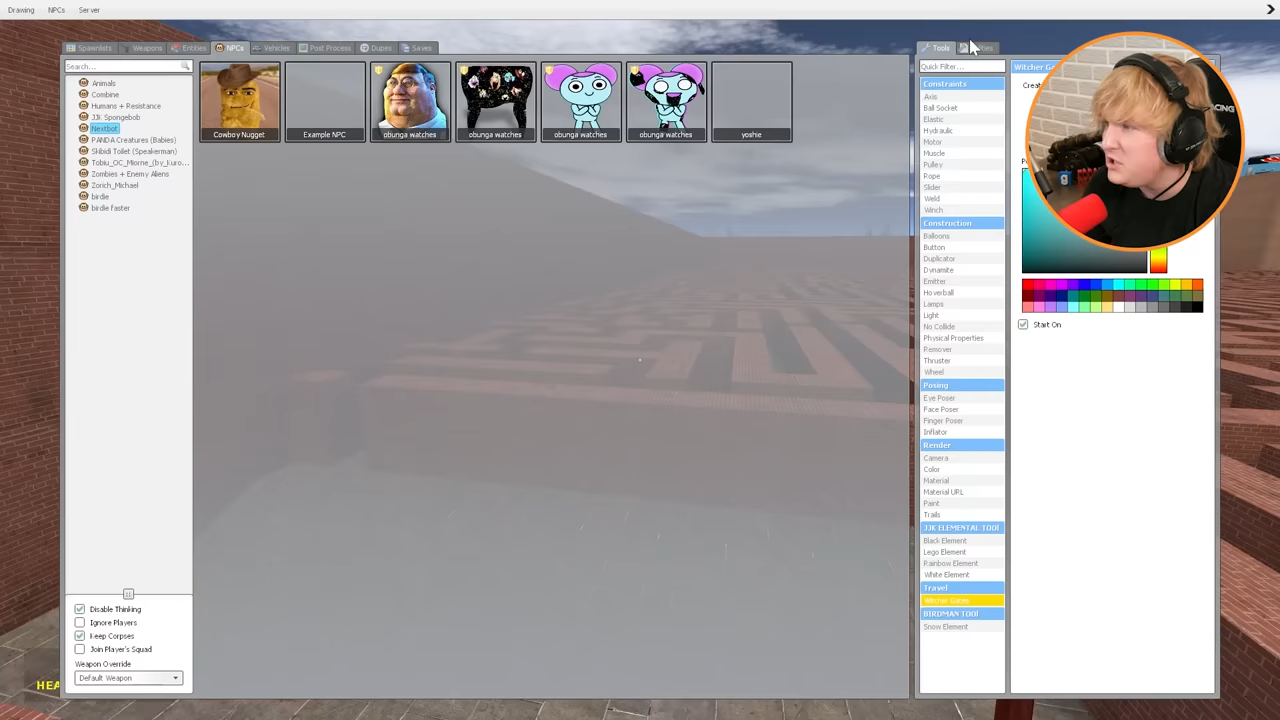 Drawing NPCs Server
Spawnlists Weapons Entities NPCs Vehicles Post Process Dupes Saves
Search...
Animals
Combine
Humans + Resistance
JJK Spongebob
Nextbot
PANDA Creatures (Babies)
Skibidi Toilet (Speakerman)
Tobiu_OC_Miorne_(by_kuro...
Zombies + Enemy Aliens
Zorich_Michael
birdie
birdie faster
Cowboy Nugget
Example NPC
obunga watches
obunga watches
obunga watches
obunga watches
yoshie
Disable Thinking
Ignore Players
Keep Corpses
Join Player's Squad
Weapon Override
Default Weapon
Tools
Quick Filter...
Constraints
Axis
Ball Socket
Elastic
Hydraulic
Motor
Muscle
Pulley
Rope
Slider
Weld
Winch
Construction
Balloons
Button
Duplicator
Dynamite
Emitter
Hoverball
Lamps
Light
No Collide
Physical Properties
Remover
Thruster
Wheel
Posing
Eye Poser
Face Poser
Finger Poser
Inflator
Render
Camera
Color
Material
Material URL
Paint
Trails
JJK ELEMENTAL TOOl
Black Element
Lego Element
Rainbow Element
White Element
Travel
Witcher Gates
BIRDMAN TOOl
Snow Element
Start On